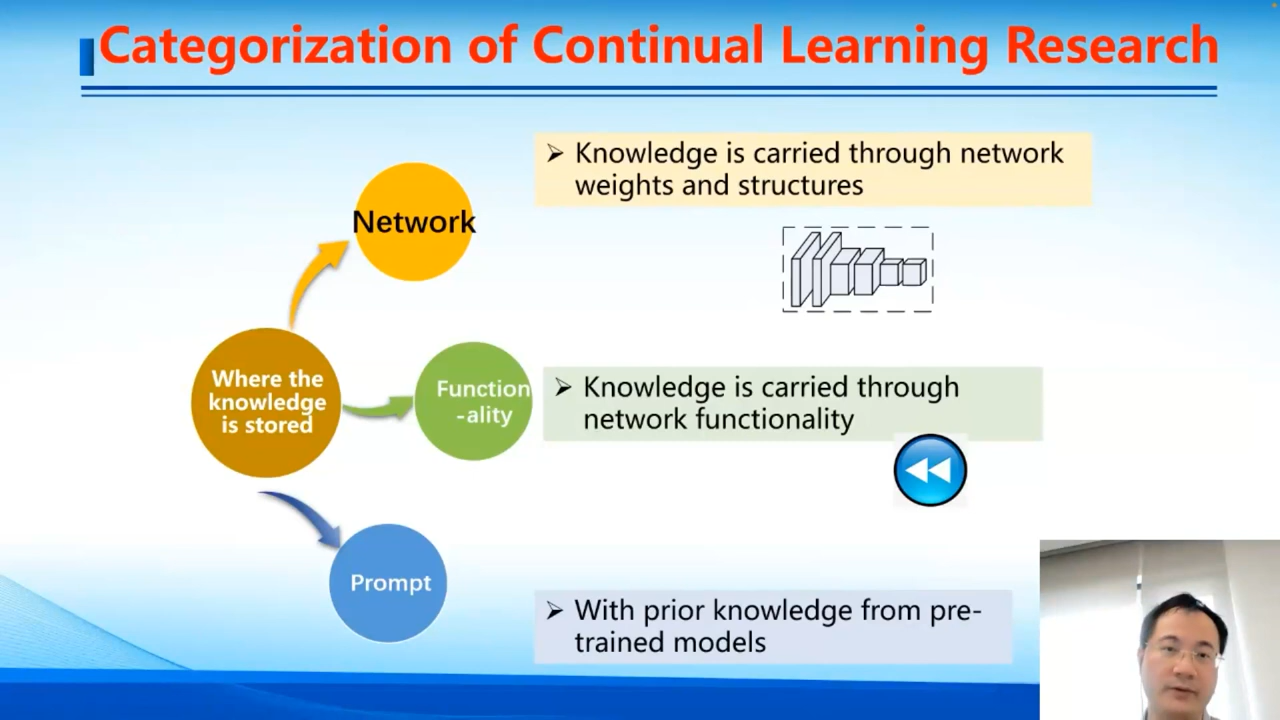 Categorization of Continual Learning Research
➢ Knowledge is carried through network
weights and structures
Network
Where the
knowledge
is stored
Function
-ality
➢ Knowledge is carried through
network functionality
Prompt
➢ With prior knowledge from pre-
trained models